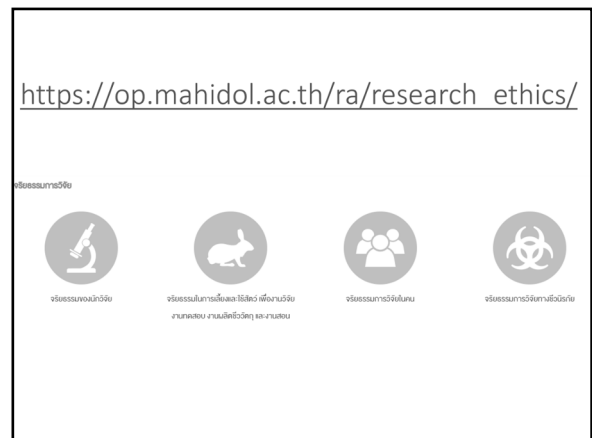 https://op.mahidol.ac.th/ra/research_ethics/
จริยธรรมการวิจัย
จริยธรรมของนักวิจัย
จริยธรรมในการเลี้ยงและใช้สัตว์ เพื่องานวิจัย
งานทดสอบ งานผลิตชีววัตถุ และงานสอน
จริยธรรมการวิจัยในคน
จริยธรรมการวิจัยทางชีวนิรภัย